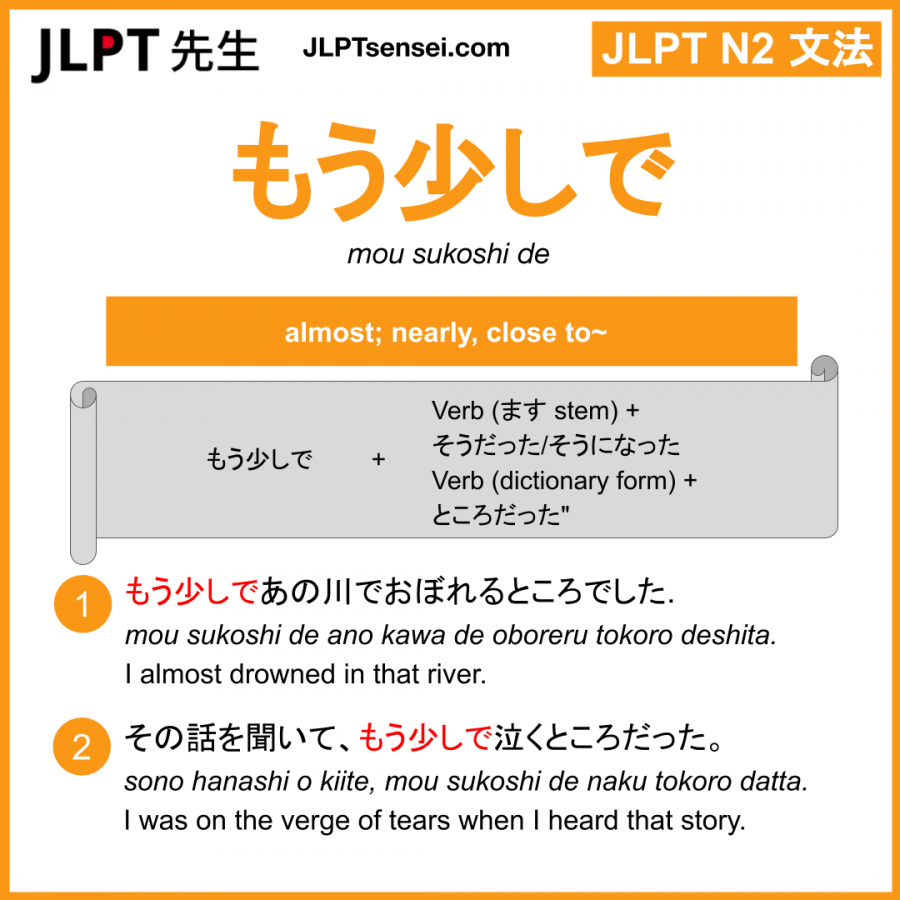 JLPT 先生
JLPTsensei.com
JLPT N2 文法
もう少しで
mou sukoshi de
almost; nearly, close to~
もう少しで + Verb (ます stem) +
そうだった/そうになった
Verb (dictionary form) +
ところだった"
1
もう少しであの川でおぼれるところでした.
mou sukoshi de ano kawa de oboreru tokoro deshita.
I almost drowned in that river.
2
その話を聞いて、もう少しで泣くところだった。
sono hanashi o kiite, mou sukoshi de naku tokoro datta.
I was on the verge of tears when I heard that story.